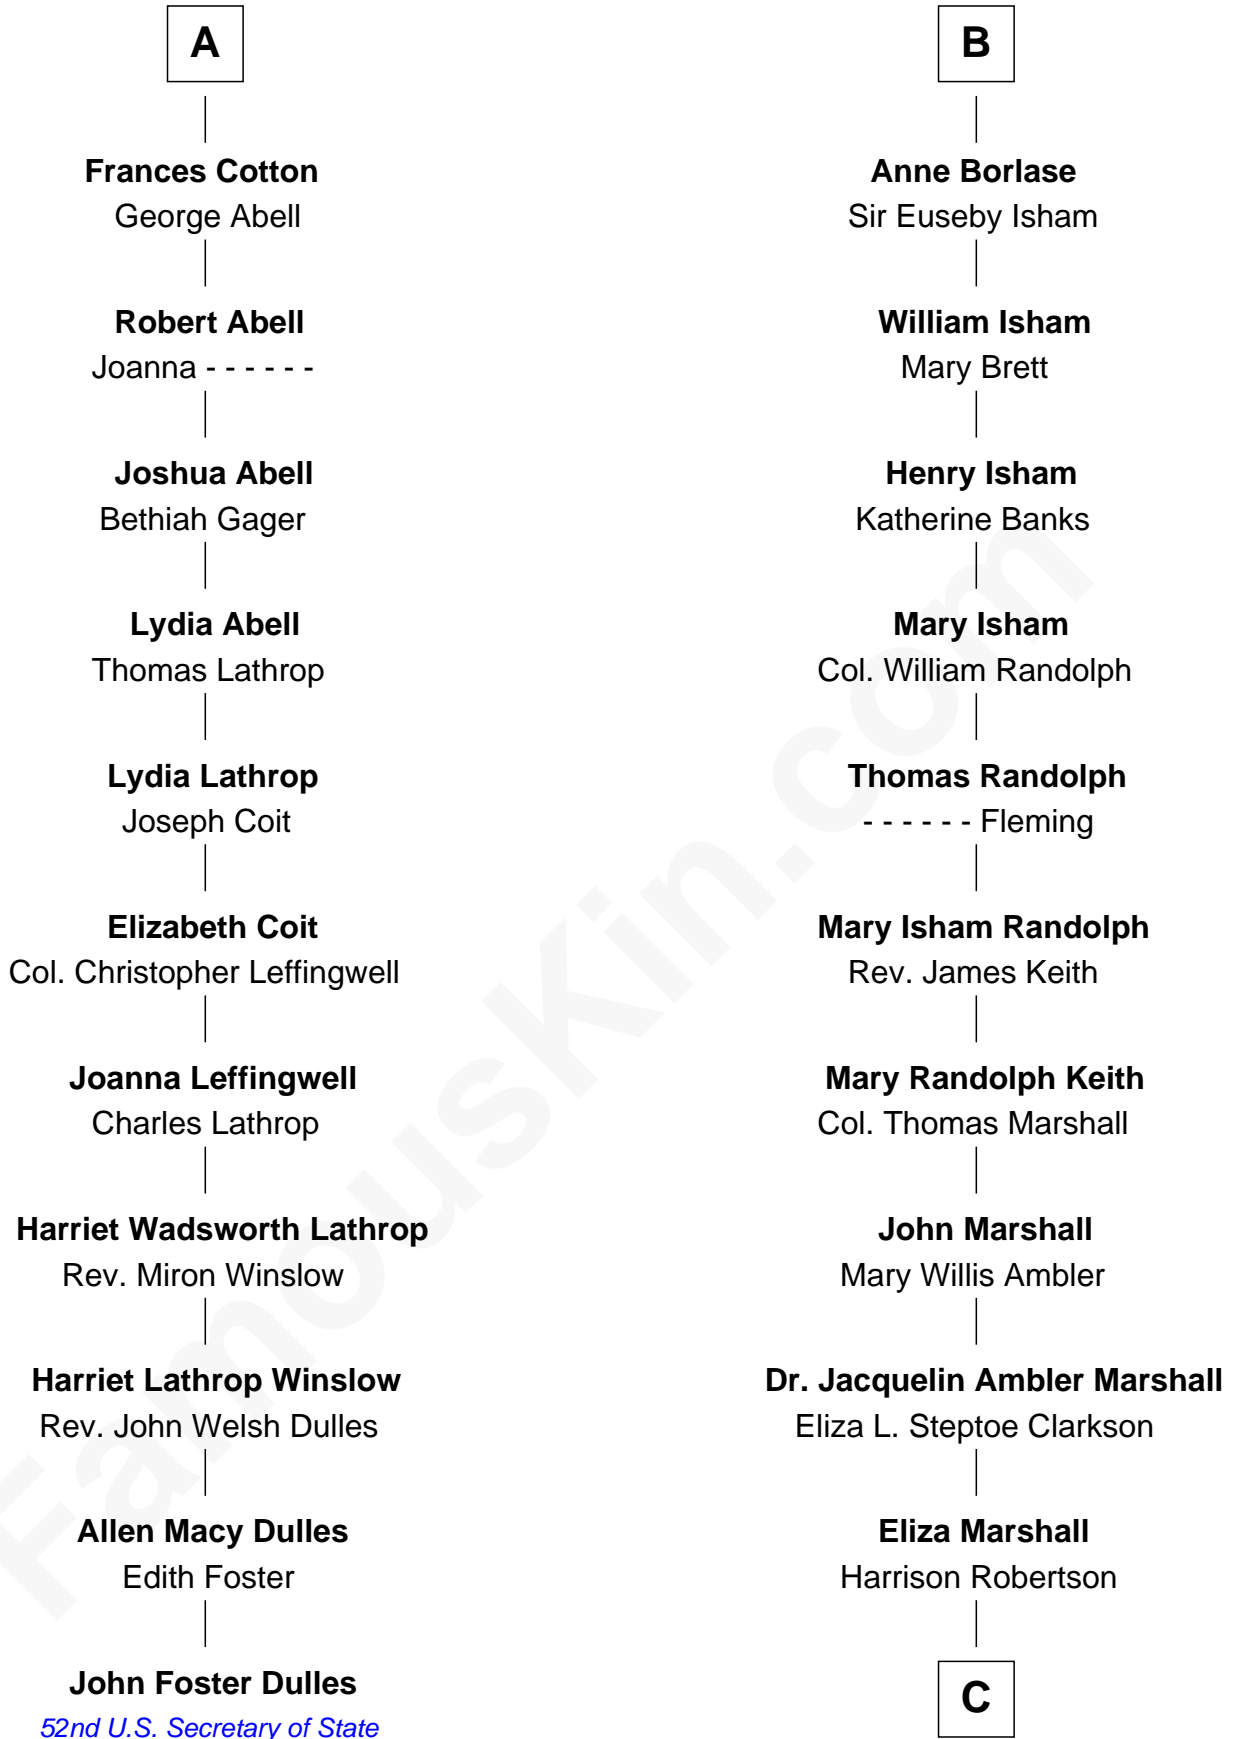 A
Frances Cotton
George Abell
Robert Abell
Joanna - - - - - -
Joshua Abell
Bethiah Gager
Lydia Abell
Thomas Lathrop
Lydia Lathrop
Joseph Coit
Elizabeth Coit
Col. Christopher Leffingwell
Joanna Leffingwell
Charles Lathrop
Harriet Wadsworth Lathrop
Rev. Miron Winslow
Harriet Lathrop Winslow
Rev. John Welsh Dulles
Allen Macy Dulles
Edith Foster
John Foster Dulles
52nd U.S. Secretary of State
B
Anne Borlase
Sir Euseby Isham
William Isham
Mary Brett
Henry Isham
Katherine Banks
Mary Isham
Col. William Randolph
Thomas Randolph
- - - - - - Fleming
Mary Isham Randolph
Rev. James Keith
Mary Randolph Keith
Col. Thomas Marshall
John Marshall
Mary Willis Ambler
Dr. Jacquelin Ambler Marshall
Eliza L. Steptoe Clarkson
Eliza Marshall
Harrison Robertson
C
FamousKin.com